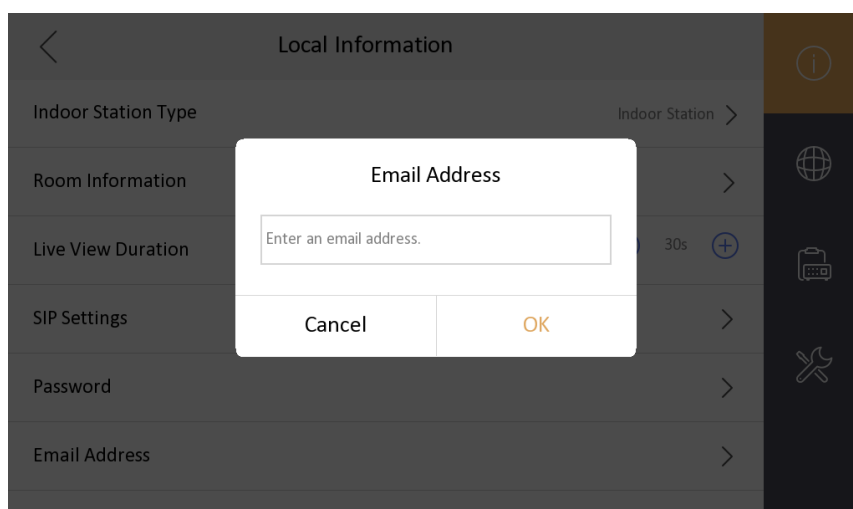 Local Information
Indoor Station Type Indoor Station
Room Information
Live View Duration 30s
SIP Settings
Password
Email Address
Email Address
Enter an email address.
Cancel OK